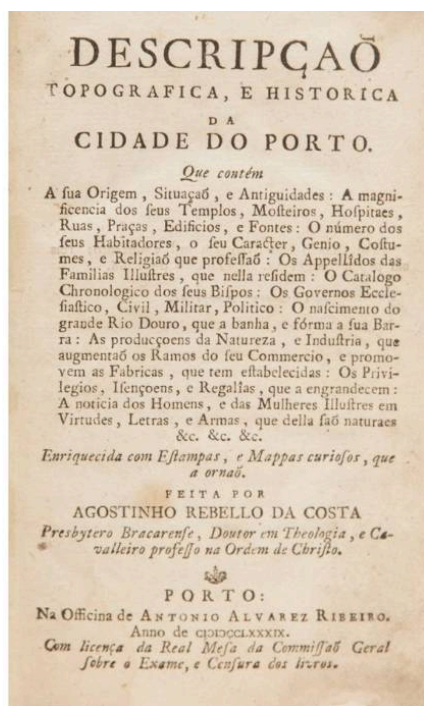 DESCRIPÇAÕ
TOPOGRAFICA, E HISTORICA
DA
CIDADE DO PORTO.
Que contém
A ſua Origem, Situaçaõ, e Antiguidades: A magni-
ficencia dos ſeus Templos, Moſteiros, Hoſpitaes,
Ruas, Praças, Edificios, e Fontes: O número dos
ſeus Habitadores, o ſeu Caraĉter, Genio, Coſtu-
mes, e Religiaõ que profeſſaõ: Os Appellidos das
Familias Illuſtres, que nella reſidem: O Catalogo
Chronologico dos ſeus Biſpos: Os Governos Eccle-
ſiaſtico, Civil, Militar, Politico: O naſcimento do
grande Rio Douro, que a banha, e fórma a ſua Bar-
ra: As producçoens da Natureza, e Induſtria, que
augmentaõ os Ramos do ſeu Commercio, e promo-
vem as Fabricas, que tem eſtabelecidas: Os Privi-
legios, Iſençoens, e Regalias, que a engrandecem:
A noticia dos Homens, e das Mulheres Illuſtres em
Virtudes, Letras, e Armas, que della ſaõ naturaes
&c. &c. &c.
Enriquecida com Eſtampas, e Mappas curioſos, que
a ornaõ.
FEITA POR
AGOSTINHO REBELLO DA COSTA
Presbytero Bracarenſe, Doutor em Theologia, e Ca-
valleiro profeſſo na Ordem de Chriſto.
PORTO:
Na Officina de ANTONIO ALVAREZ RIBEIRO.
Anno de CIↃIↃCCLXXXIX.
Com licença da Real Meſa da Commiſſaõ Geral
ſobre o Exame, e Cenſura dos livros.